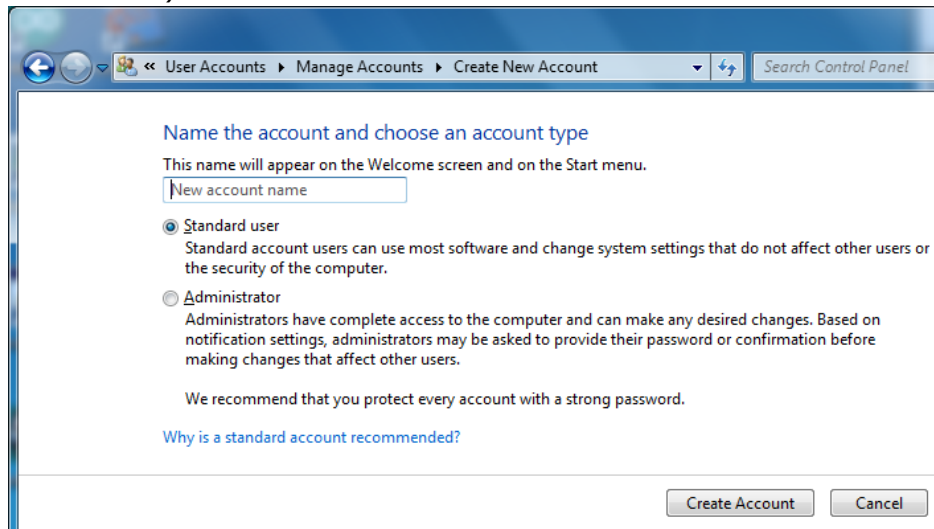 « User Accounts ▸ Manage Accounts ▸ Create New Account
Search Control Panel
Name the account and choose an account type
This name will appear on the Welcome screen and on the Start menu.
New account name
Standard user
Standard account users can use most software and change system settings that do not affect other users or
the security of the computer.
Administrator
Administrators have complete access to the computer and can make any desired changes. Based on
notification settings, administrators may be asked to provide their password or confirmation before
making changes that affect other users.
We recommend that you protect every account with a strong password.
Why is a standard account recommended?
Create Account Cancel